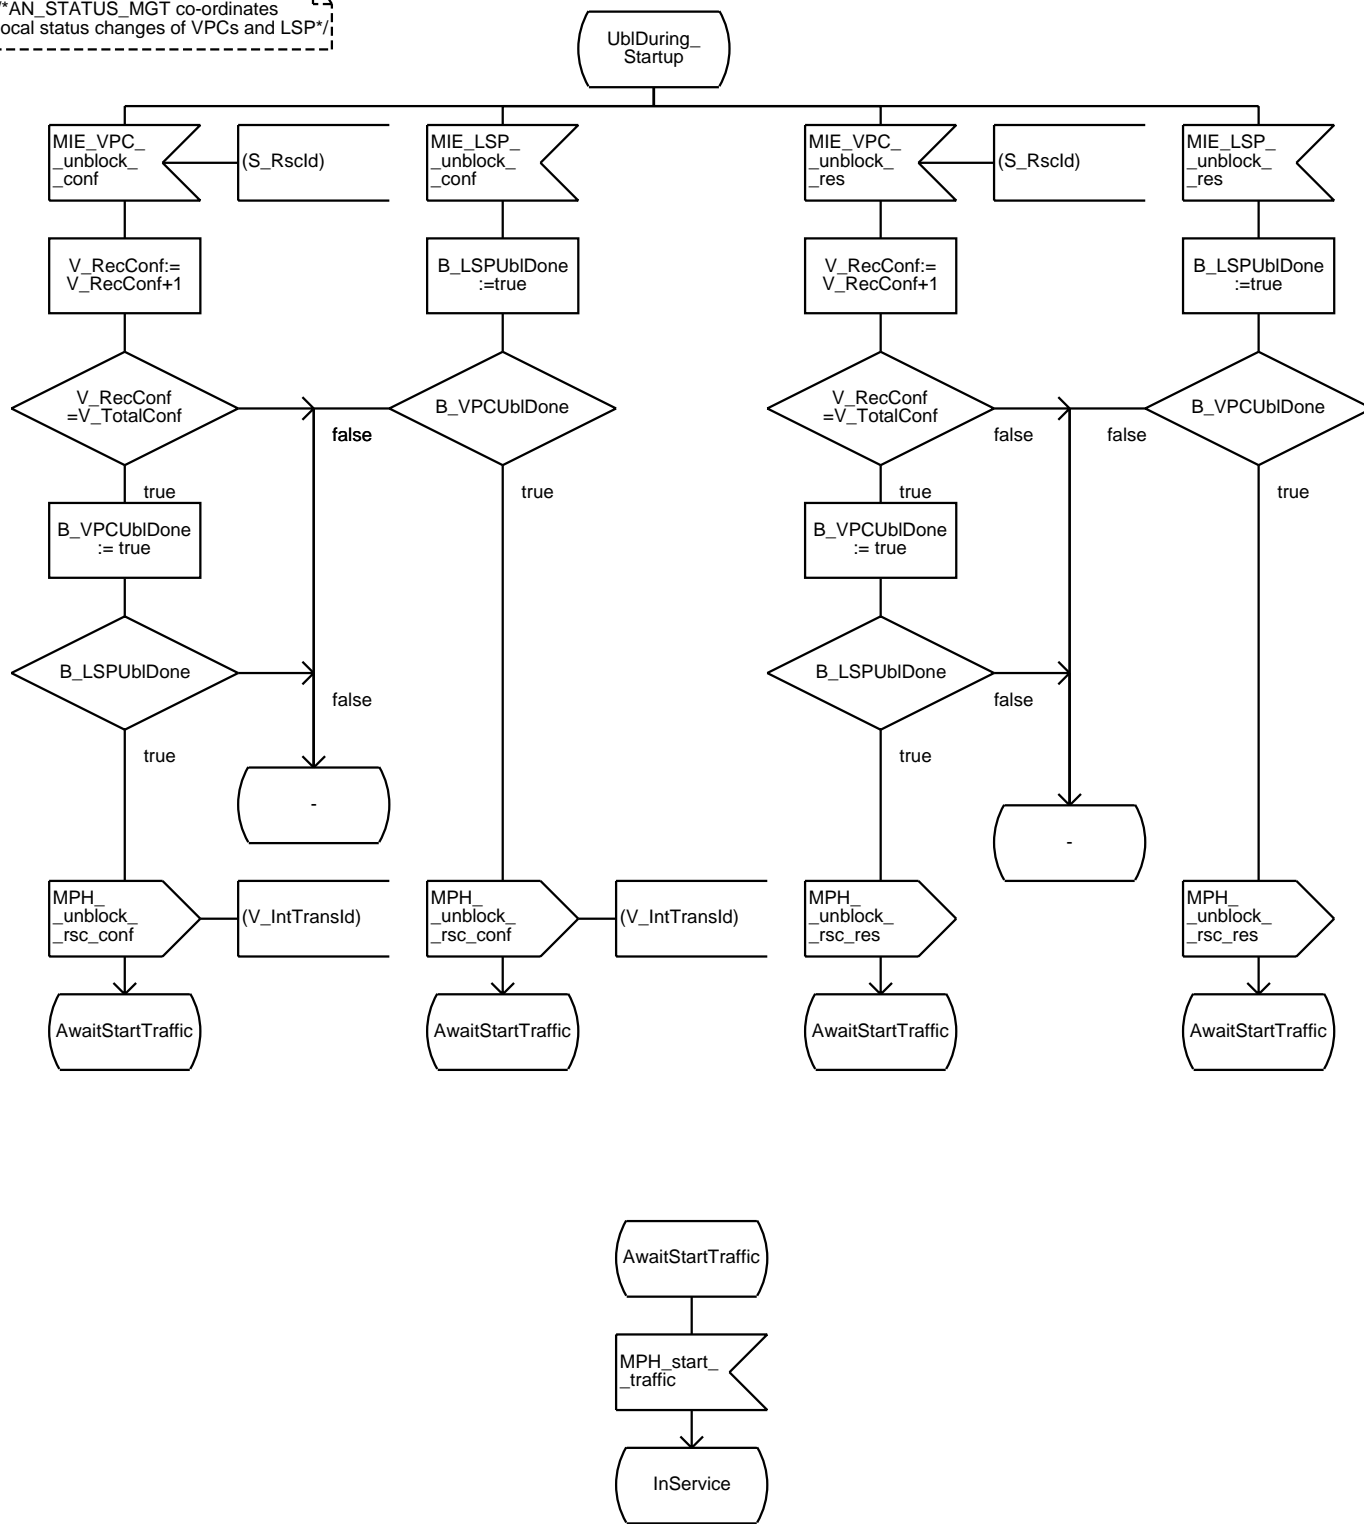 /*AN_STATUS_MGT co-ordinates
local status changes of VPCs and LSP*/
UblDuring_
Startup
MIE_VPC_
_unblock_
_conf
(S_RscId)
MIE_LSP_
_unblock_
_conf
MIE_VPC_
_unblock_
_res
(S_RscId)
MIE_LSP_
_unblock_
_res
V_RecConf:=
V_RecConf+1
B_LSPUblDone
:=true
V_RecConf:=
V_RecConf+1
B_LSPUblDone
:=true
V_RecConf
=V_TotalConf
false
B_VPCUblDone
V_RecConf
=V_TotalConf
false
false
B_VPCUblDone
true
true
true
true
B_VPCUblDone
:= true
B_VPCUblDone
:= true
B_LSPUblDone
false
B_LSPUblDone
false
true
true
-
-
MPH_
_unblock_
_rsc_conf
(V_IntTransId)
MPH_
_unblock_
_rsc_conf
(V_IntTransId)
MPH_
_unblock_
_rsc_res
MPH_
_unblock_
_rsc_res
AwaitStartTraffic
AwaitStartTraffic
AwaitStartTraffic
AwaitStartTraffic
AwaitStartTraffic
MPH_start_
_traffic
InService